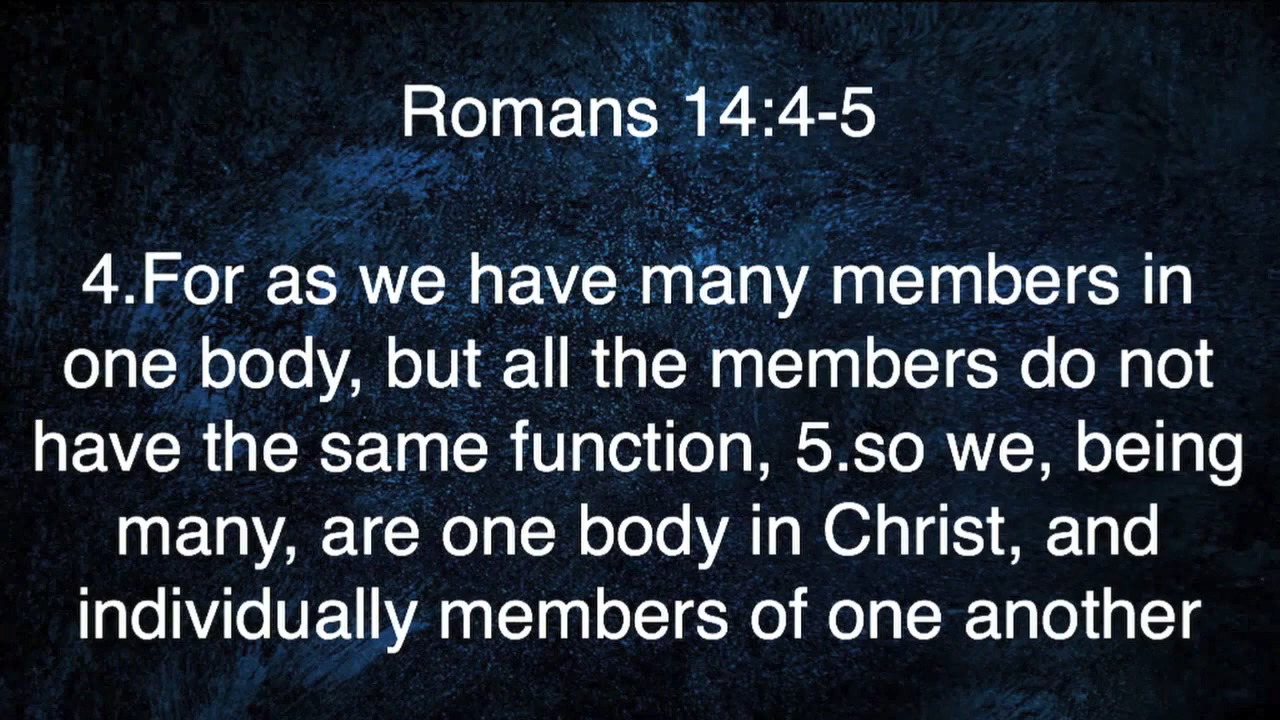 Romans 14:4-5
4.For as we have many members in
one body, but all the members do not
have the same function, 5.so we, being
many, are one body in Christ, and
individually members of one another